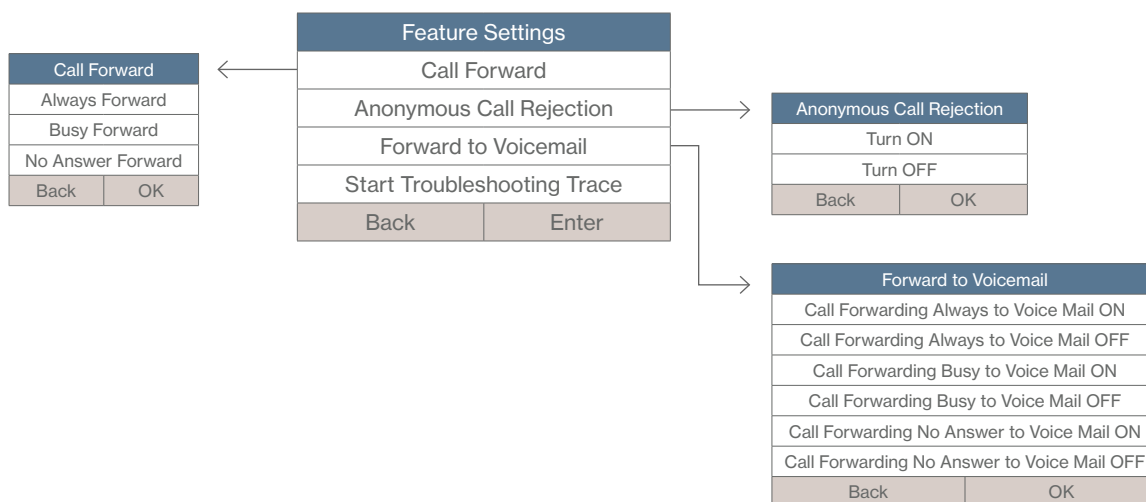 Feature Settings
Call Forward
Anonymous Call Rejection
Forward to Voicemail
Start Troubleshooting Trace
Back Enter
Call Forward
Always Forward
Busy Forward
No Answer Forward
Back OK
Anonymous Call Rejection
Turn ON
Turn OFF
Back OK
Forward to Voicemail
Call Forwarding Always to Voice Mail ON
Call Forwarding Always to Voice Mail OFF
Call Forwarding Busy to Voice Mail ON
Call Forwarding Busy to Voice Mail OFF
Call Forwarding No Answer to Voice Mail ON
Call Forwarding No Answer to Voice Mail OFF
Back OK